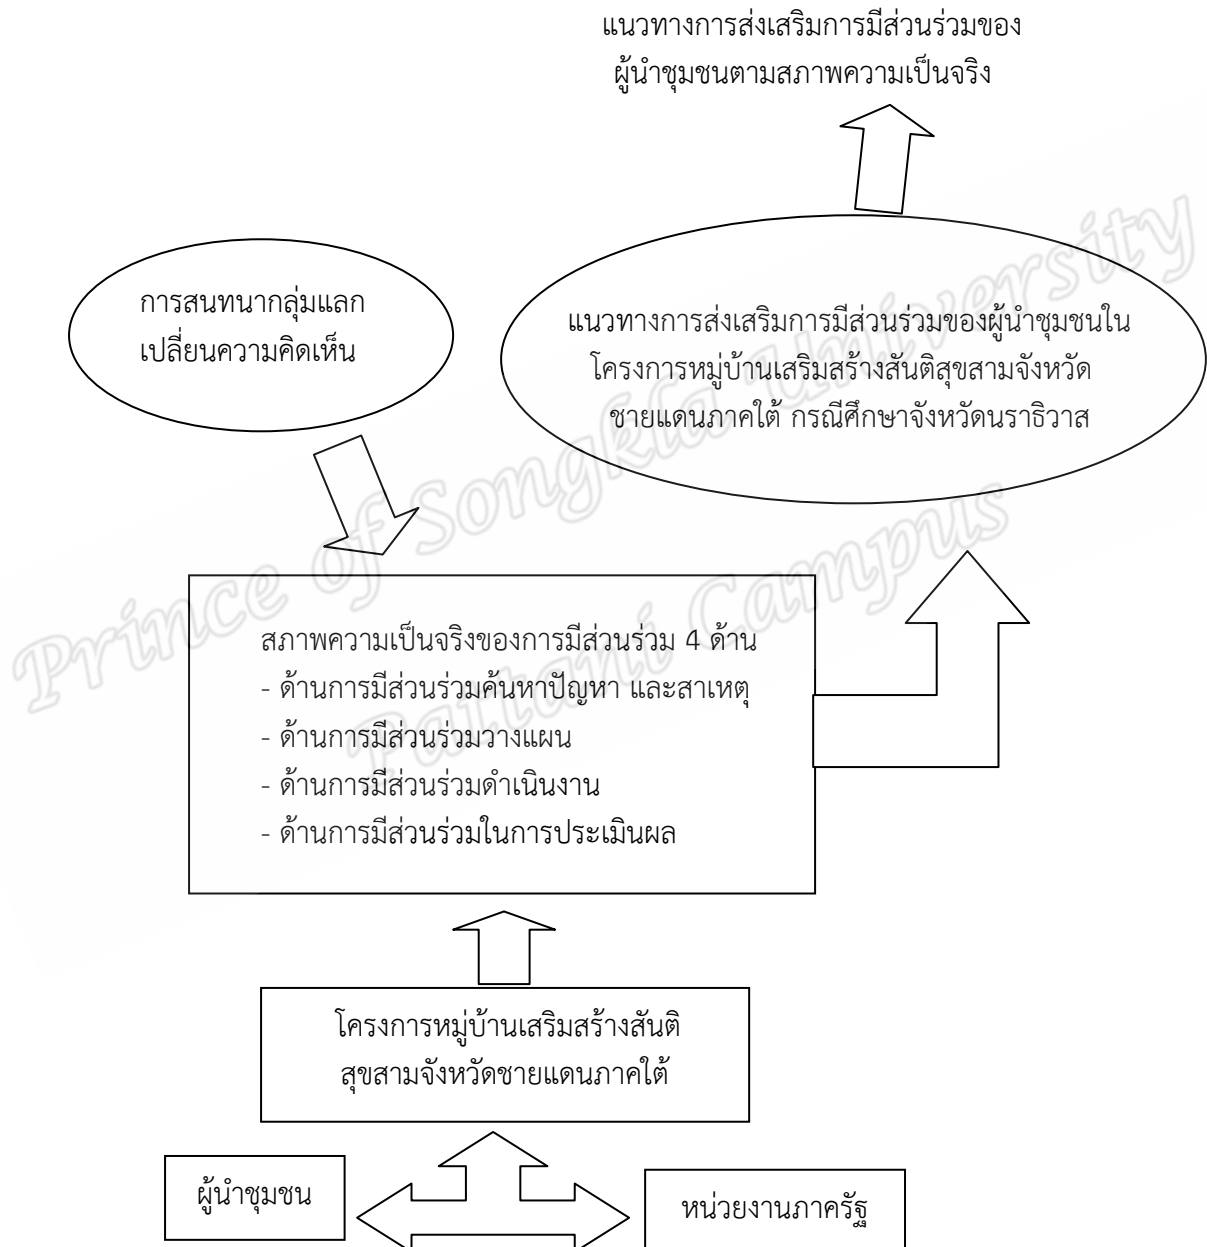 แนวทางการส่งเสริมการมีส่วนร่วมของ
ผู้นำชุมชนตามสภาพความเป็นจริง
การสนทนากลุ่มแลก
เปลี่ยนความคิดเห็น
แนวทางการส่งเสริมการมีส่วนร่วมของผู้นำชุมชนใน
โครงการหมู่บ้านเสริมสร้างสันติสุขสามจังหวัด
ชายแดนภาคใต้ กรณีศึกษาจังหวัดนราธิวาส
สภาพความเป็นจริงของการมีส่วนร่วม 4 ด้าน
- ด้านการมีส่วนร่วมค้นหาปัญหา และสาเหตุ
- ด้านการมีส่วนร่วมวางแผน
- ด้านการมีส่วนร่วมดำเนินงาน
- ด้านการมีส่วนร่วมในการประเมินผล
โครงการหมู่บ้านเสริมสร้างสันติ
สุขสามจังหวัดชายแดนภาคใต้
ผู้นำชุมชน
หน่วยงานภาครัฐ
Prince of Songkla University
Pattani Campus